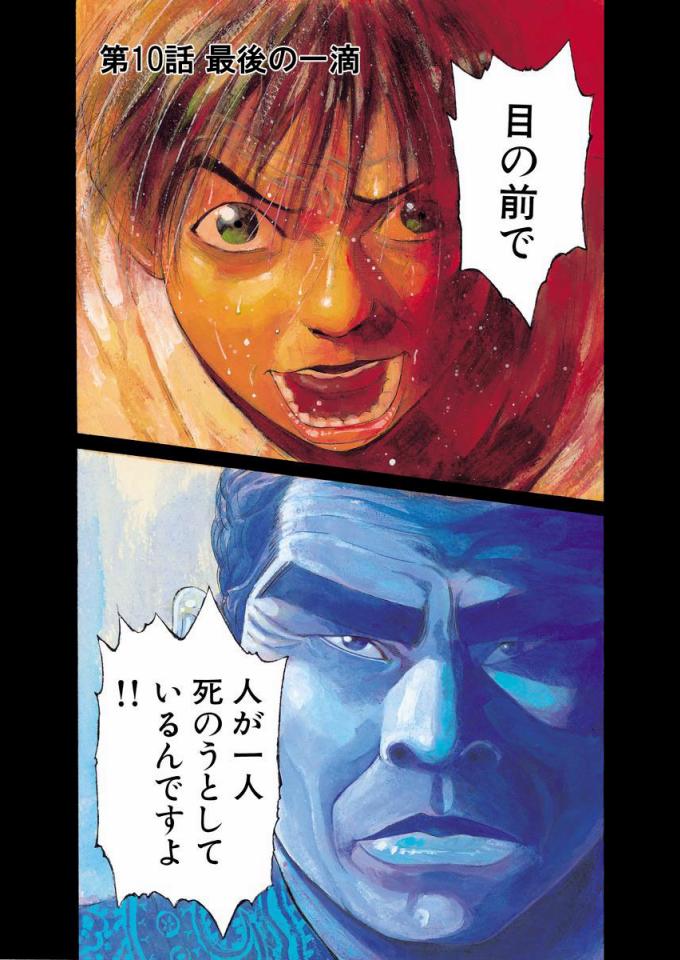 第10話 最後の一滴
目の前で
人が一人
死のうとして
いるんですよ
!!